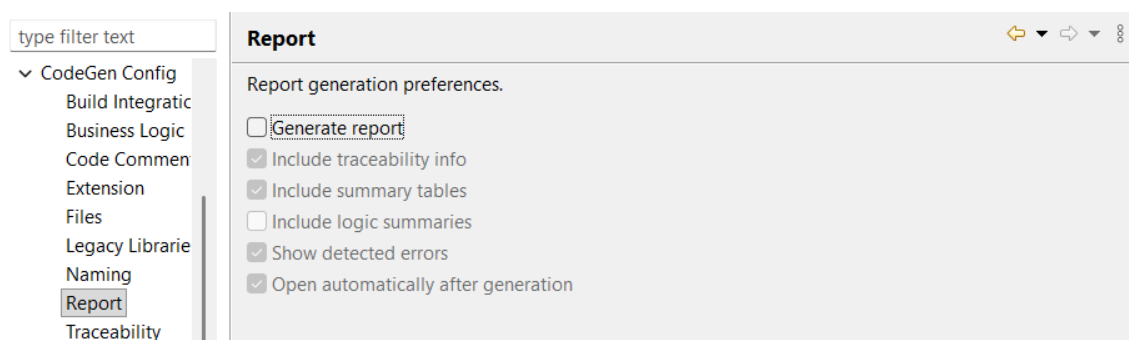 type filter text
CodeGen Config
Build Integratic
Business Logic
Code Commen
Extension
Files
Legacy Librarie
Naming
Report
Traceability
Report
Report generation preferences.
Generate report
Include traceability info
Include summary tables
Include logic summaries
Show detected errors
Open automatically after generation